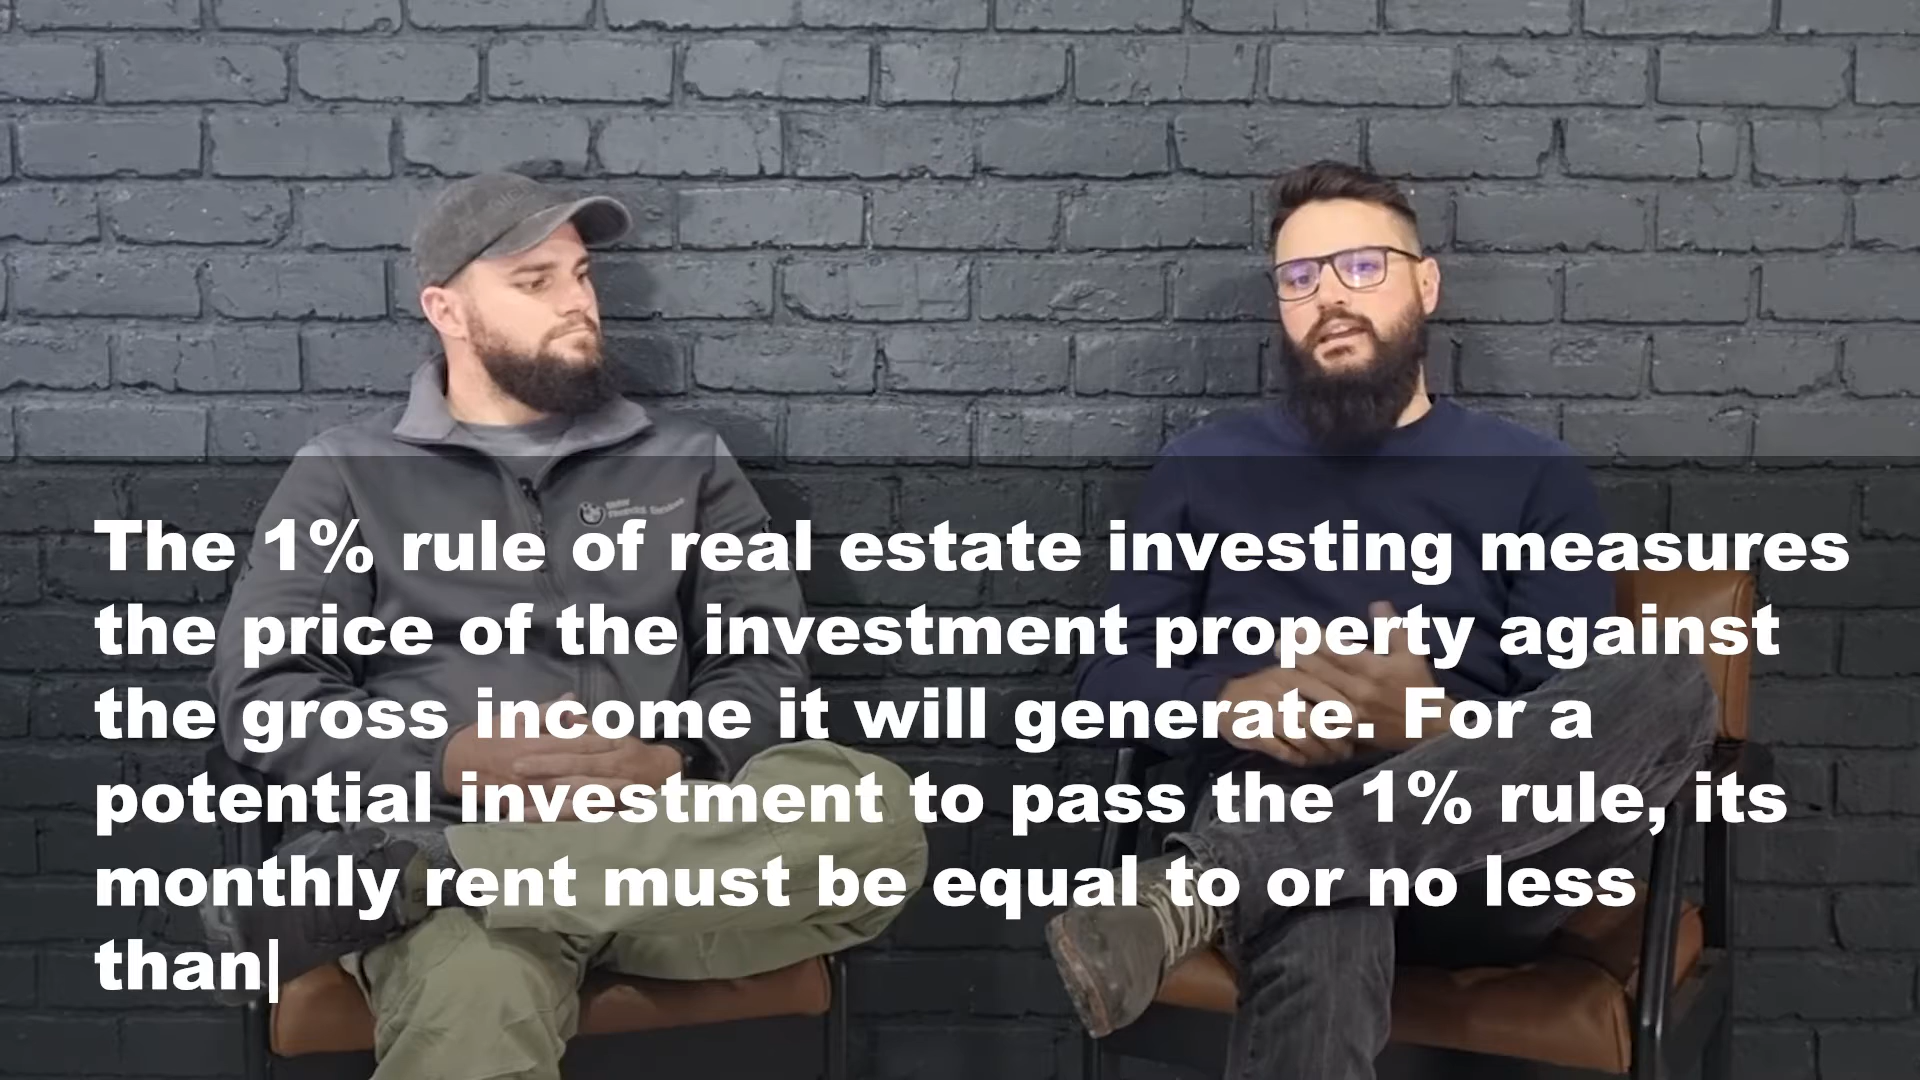 The 1% rule of real estate investing measures
the price of the investment property against
the gross income it will generate. For a
potential investment to pass the 1% rule, its
monthly rent must be equal to or no less
than|
Financial Services